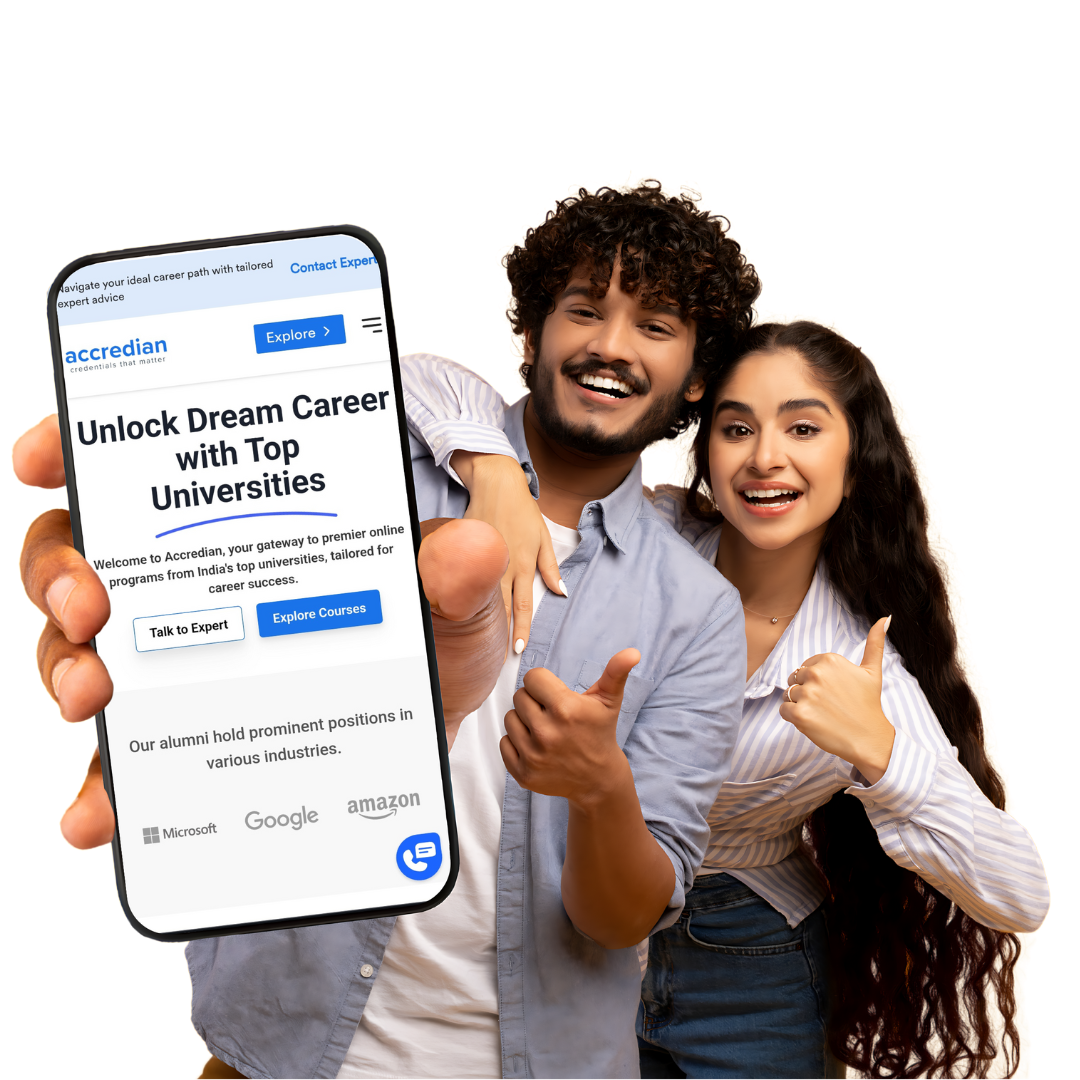 Navigate your ideal career path with tailored
expert advice
Contact Expert
accredian
credentials that matter
Explore
Unlock Dream Career
with Top
Universities
Welcome to Accredian, your gateway to premier online
programs from India's top universities, tailored for
career success.
Talk to Expert
Explore Courses
Our alumni hold prominent positions in
various industries.
Microsoft
Google
amazon